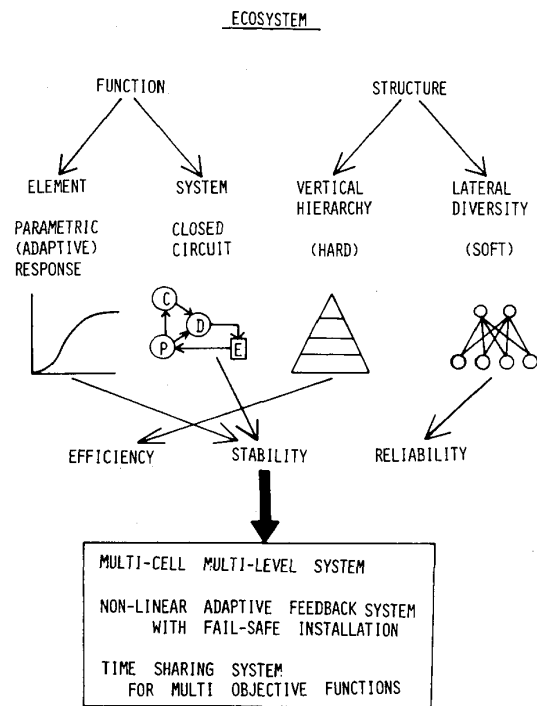 ECOSYSTEM
FUNCTION
STRUCTURE
ELEMENT
SYSTEM
VERTICAL
HIERARCHY
LATERAL
DIVERSITY
PARAMETRIC
(ADAPTIVE)
RESPONSE
CLOSED
CIRCUIT
(HARD)
(SOFT)
C
D
P
E
EFFICIENCY
STABILITY
RELIABILITY
MULTI-CELL MULTI-LEVEL SYSTEM
NON-LINEAR ADAPTIVE FEEDBACK SYSTEM
WITH FAIL-SAFE INSTALLATION
TIME SHARING SYSTEM
FOR MULTI OBJECTIVE FUNCTIONS